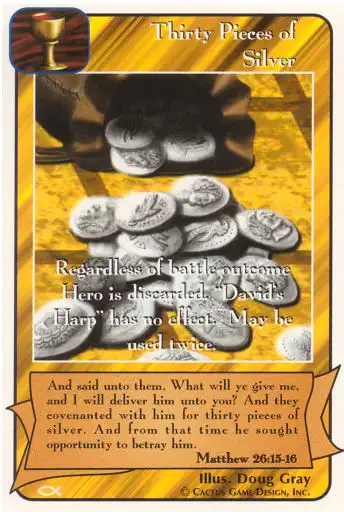 Thirty Pieces of
Silver
Regardless of battle outcome
Hero is discarded. "David's
Harp" has no effect. May be
used twice.
And said unto them, What will ye give me,
and I will deliver him unto you? And they
covenanted with him for thirty pieces of
silver. And from that time he sought
opportunity to betray him.
Matthew 26:15-16
Illus. Doug Gray
© Cactus Game Design, Inc.